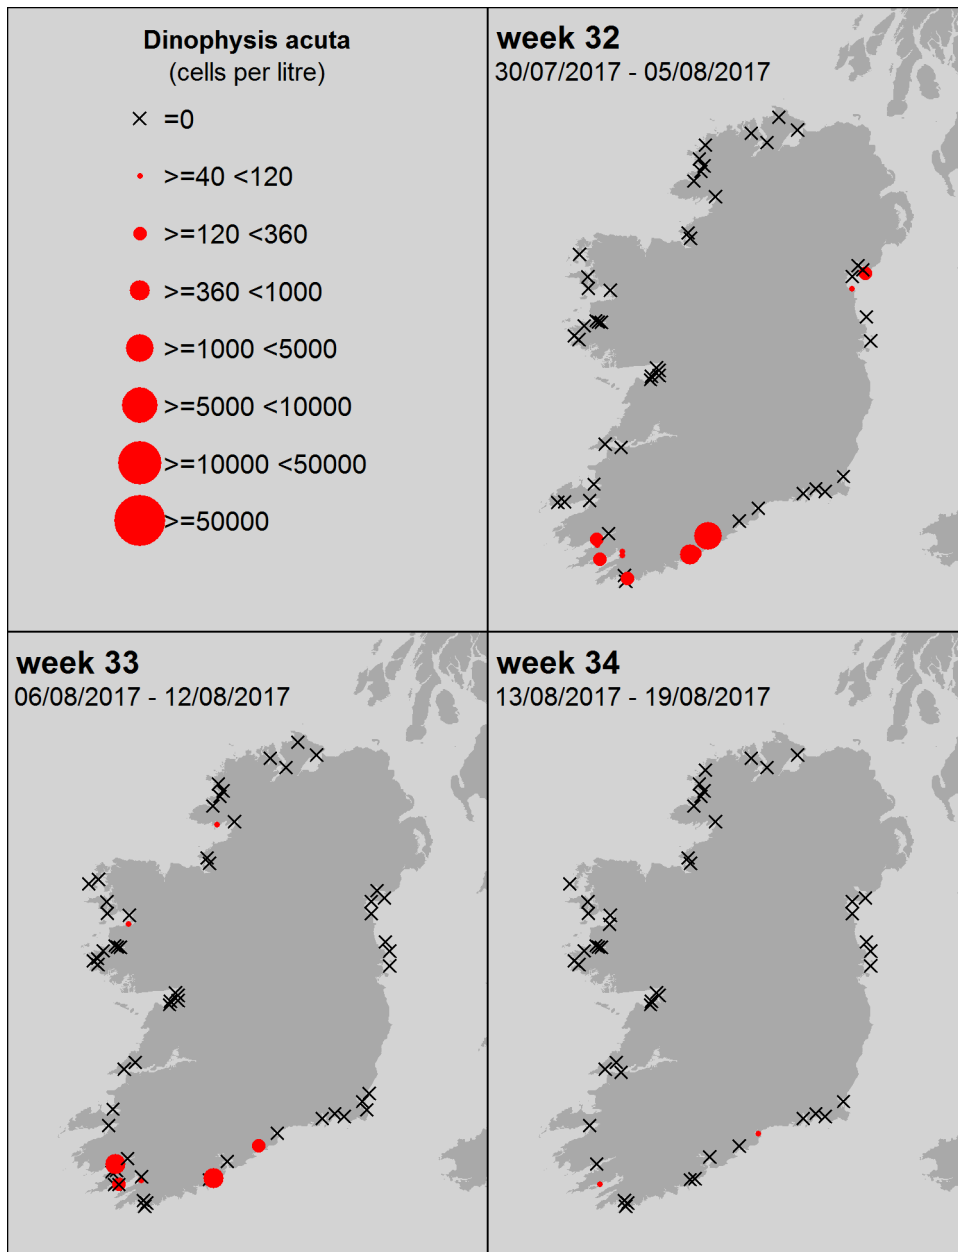 Dinophysis acuta
(cells per litre)
=0
>=40 <120
>=120 <360
>=360 <1000
>=1000 <5000
>=5000 <10000
>=10000 <50000
>=50000
week 32
30/07/2017 - 05/08/2017
week 33
06/08/2017 - 12/08/2017
week 34
13/08/2017 - 19/08/2017